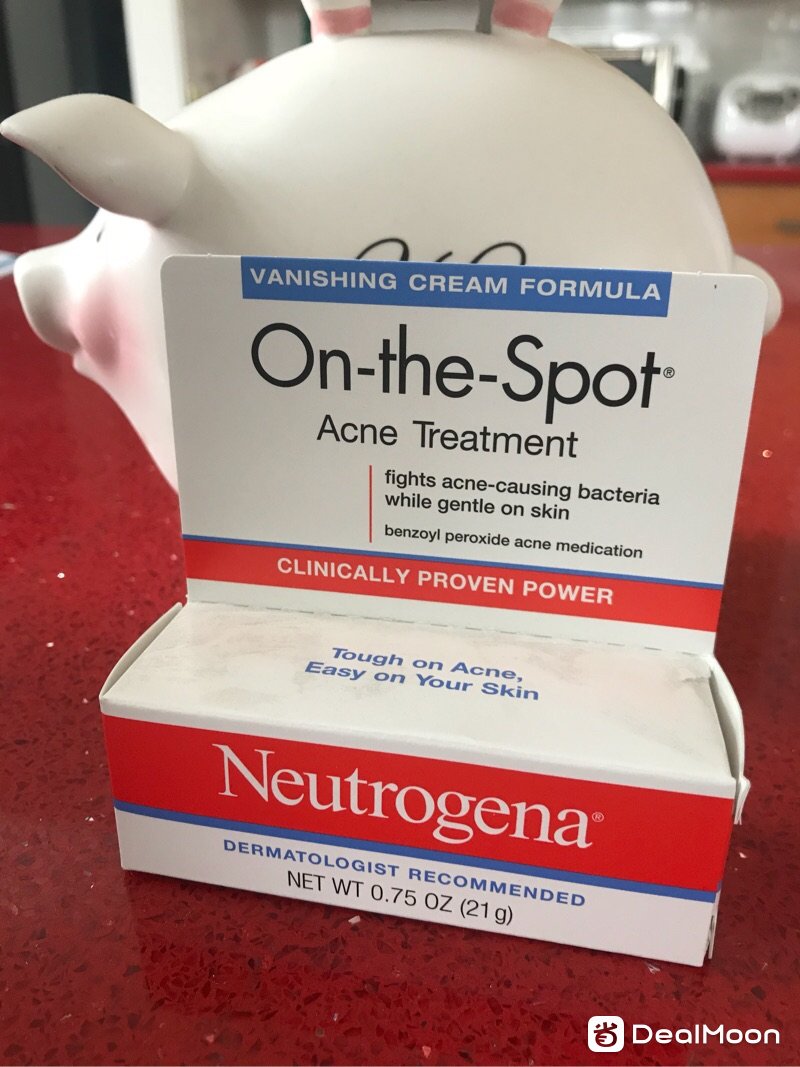 VANISHING CREAM FORMULA
On-the-Spot®
Acne Treatment
fights acne-causing bacteria
while gentle on skin
benzoyl peroxide acne medication
CLINICALLY PROVEN POWER
Tough on Acne,
Easy on Your Skin
Neutrogena®
DERMATOLOGIST RECOMMENDED
NET WT 0.75 OZ (21 g)
DealMoon